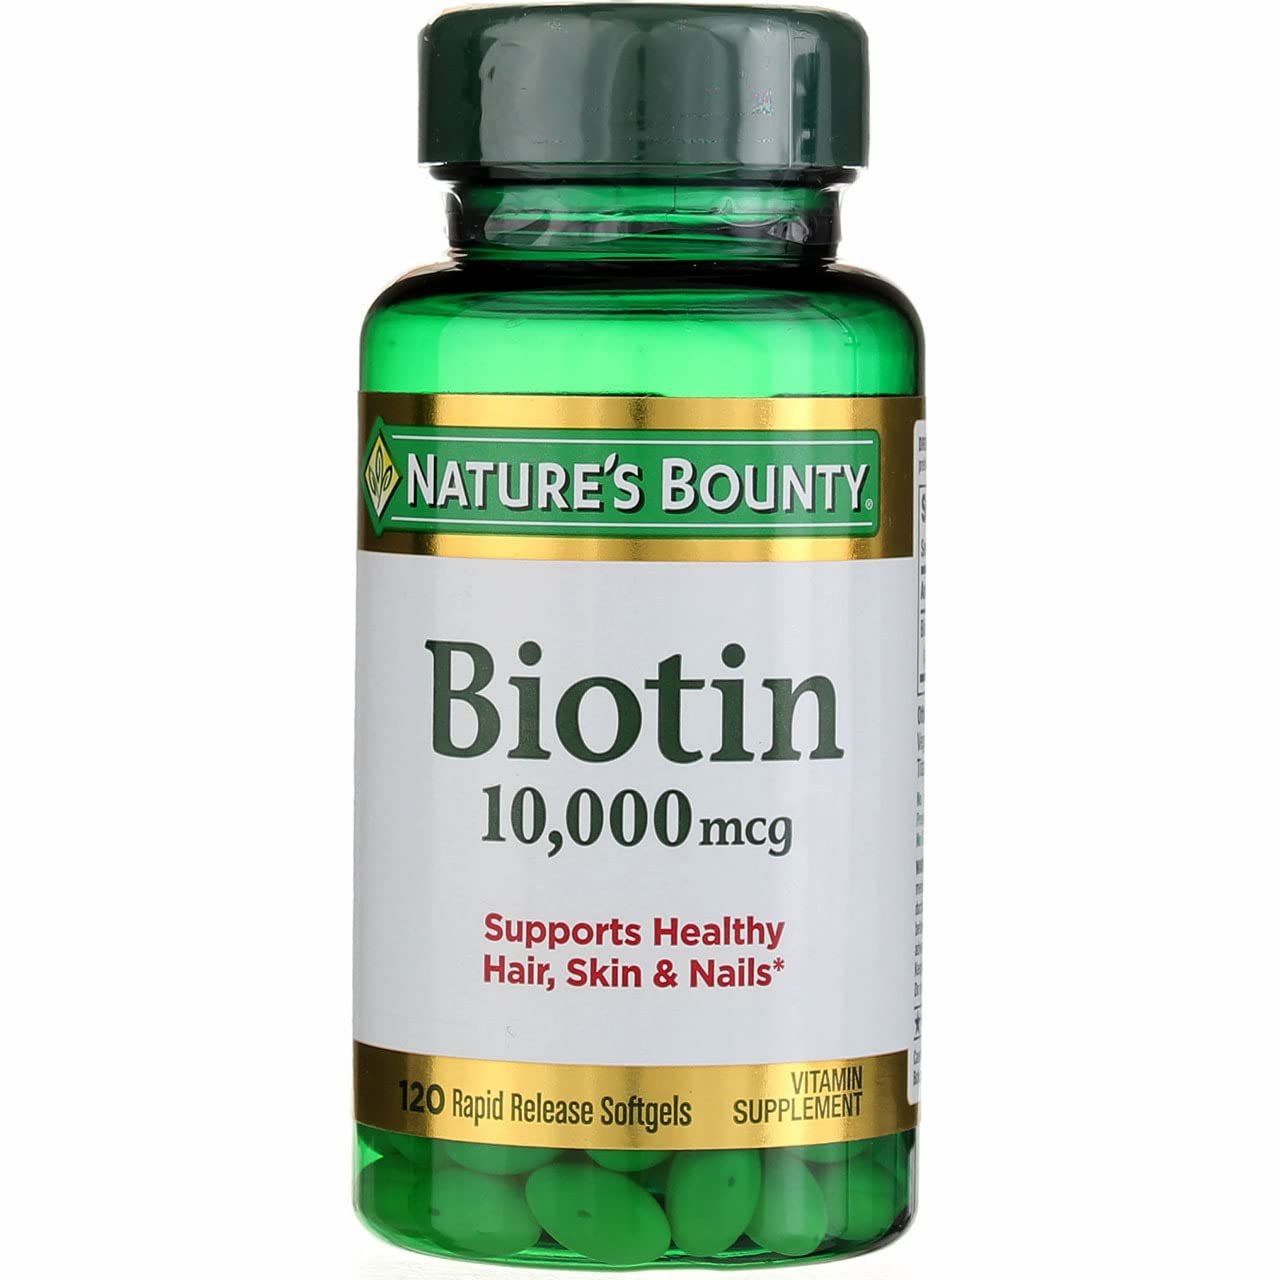 NATURE'S BOUNTY®
Biotin
10,000 mcg
Supports Healthy
Hair, Skin & Nails*
120 Rapid Release Softgels
VITAMIN
SUPPLEMENT